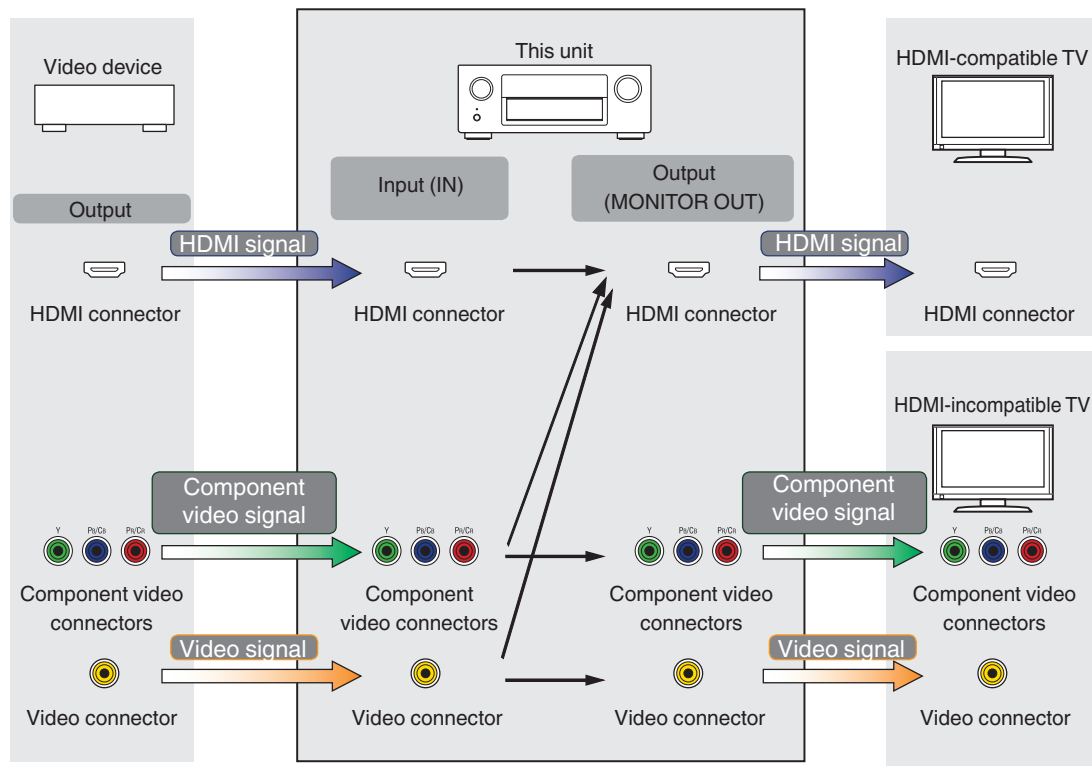 Video device
This unit
HDMI-compatible TV
Input (IN)
Output
(MONITOR OUT)
Output
HDMI signal
HDMI signal
HDMI connector
HDMI connector
HDMI connector
HDMI connector
HDMI-incompatible TV
Component
video signal
Component
video signal
Y PB/CB PR/CR
Y PB/CB PR/CR
Y PB/CB PR/CR
Y PB/CB PR/CR
Component video
connectors
Component
video connectors
Component video
connectors
Component video
connectors
Video signal
Video signal
Video connector
Video connector
Video connector
Video connector